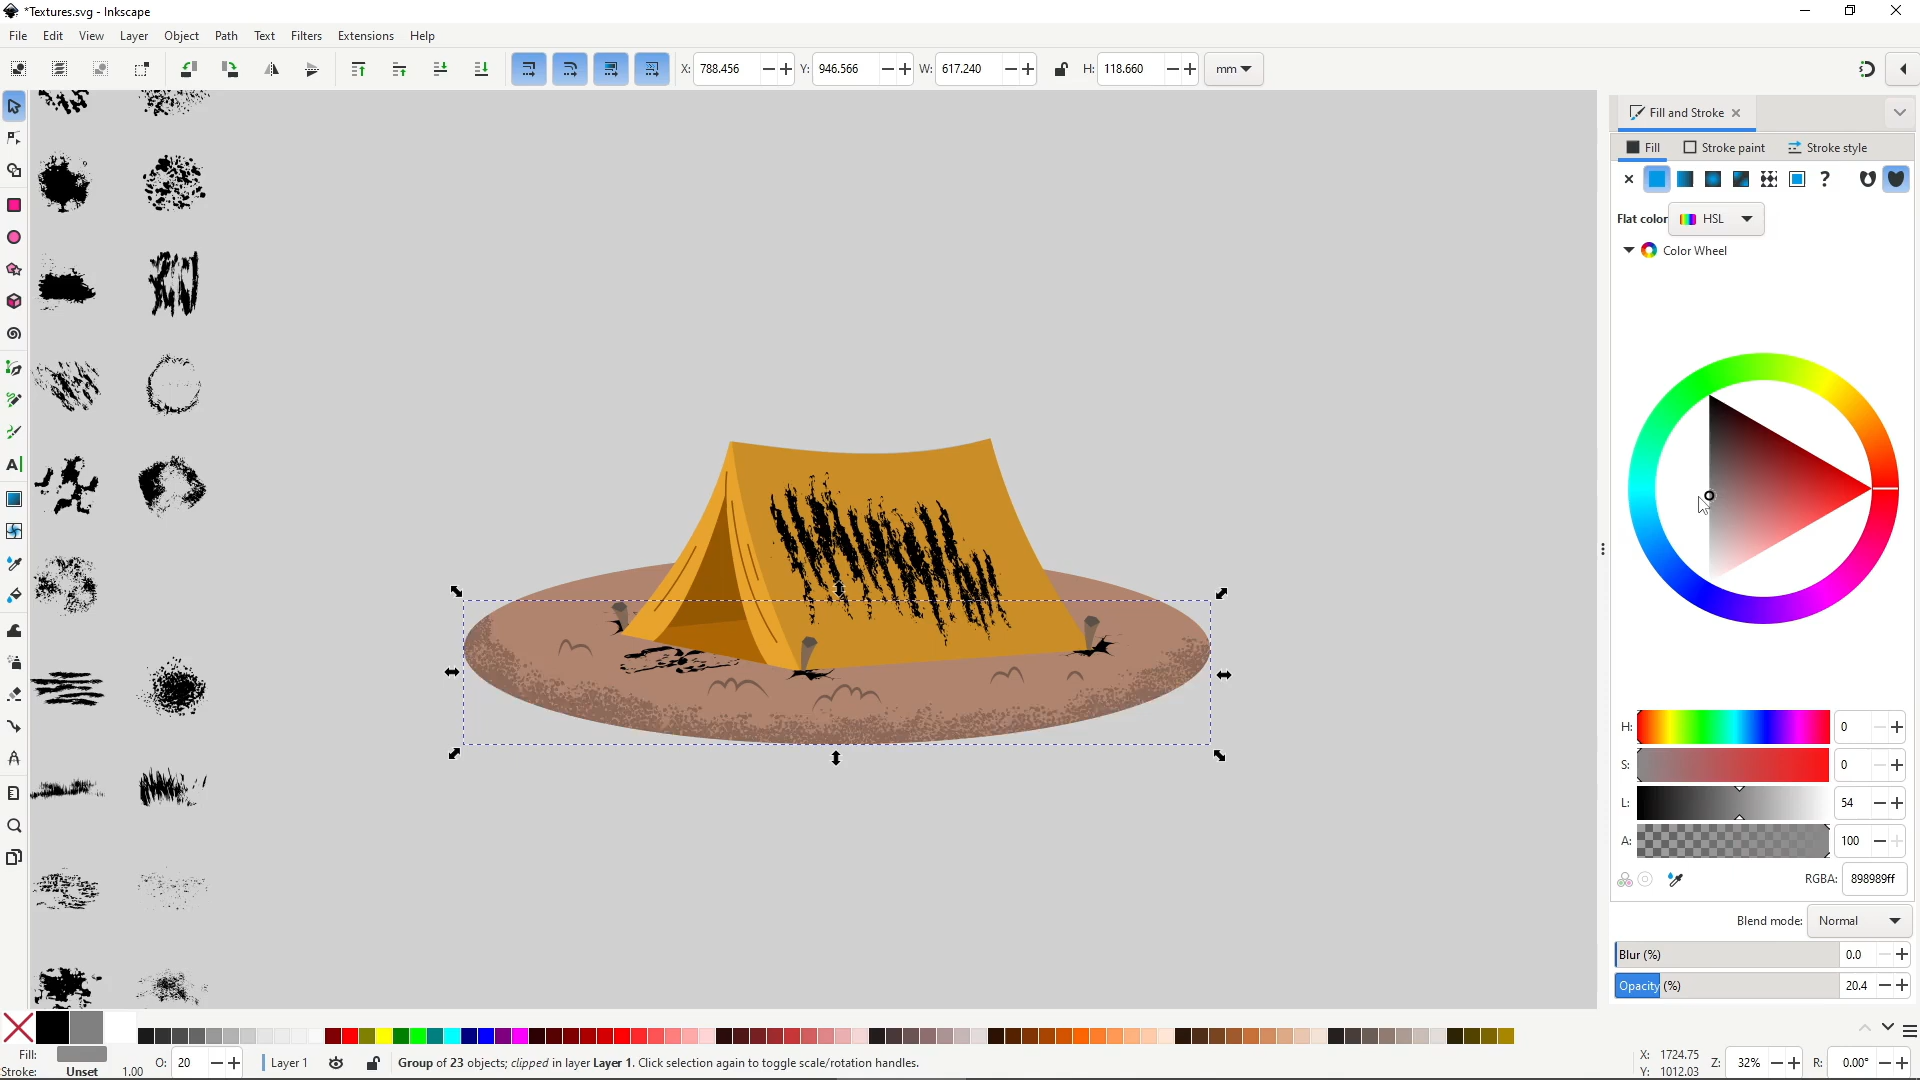 *Textures.svg - Inkscape
File Edit View Layer Object Path Text Filters Extensions Help
X: 788.456 Y: 946.566 W: 617.240 H: 118.660 mm
Fill and Stroke
Fill Stroke paint Stroke style
?
Flat color HSL
Color Wheel
H: 0
S: 0
L: 54
A: 100
RGBA: 898989ff
Blend mode: Normal
Blur (%) 0.0
Opacity (%) 20.4
Fill:
Stroke: Unset 1.00
O: 20
Layer 1
Group of 23 objects; clipped in layer Layer 1. Click selection again to toggle scale/rotation handles.
X: 1724.75
Y: 1012.03
Z: 32%
R: 0.00°